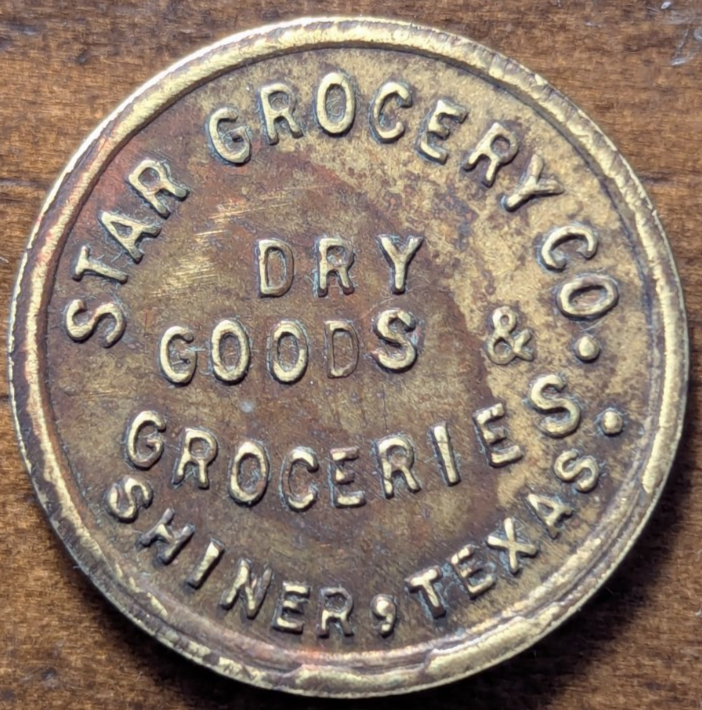 STAR GROCERY CO.
DRY
GOODS &
GROCERIES.
SHINER, TEXAS